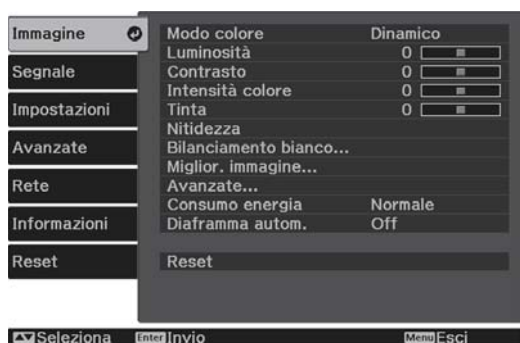 Immagine
Segnale
Impostazioni
Avanzate
Rete
Informazioni
Reset
Modo colore Dinamico
Luminosità 0
Contrasto 0
Intensità colore 0
Tinta 0
Nitidezza
Bilanciamento bianco...
Miglior. immagine...
Avanzate...
Consumo energia Normale
Diaframma autom. Off
Reset
Seleziona Enter Invio Menu Esci